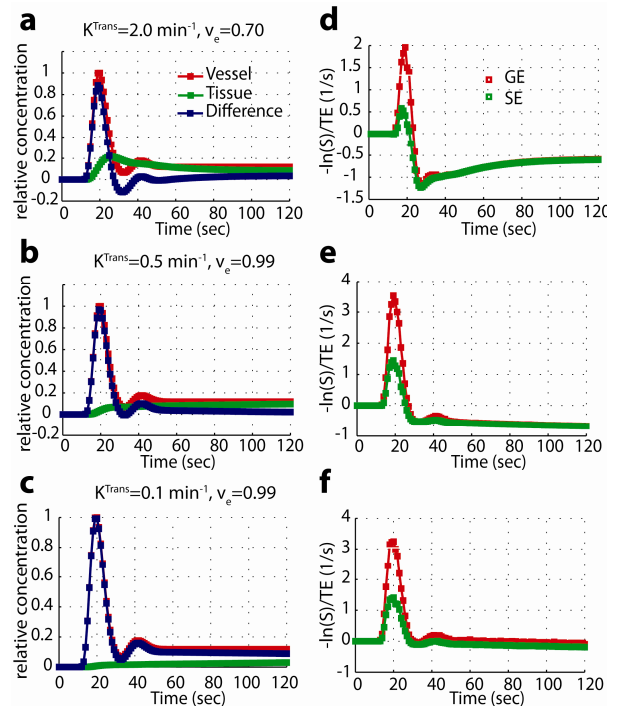 a
K^Trans=2.0 min^-1, v_e=0.70
relative concentration
1
0.8
0.6
0.4
0.2
0
-0.2
0 20 40 60 80 100 120
Time (sec)
Vessel
Tissue
Difference
d
-ln(S)/TE (1/s)
2
1.5
1
0.5
0
-0.5
-1
-1.5
0 20 40 60 80 100 120
Time (sec)
GE
SE
b
K^Trans=0.5 min^-1, v_e=0.99
relative concentration
1
0.8
0.6
0.4
0.2
0
-0.2
0 20 40 60 80 100 120
Time (sec)
e
-ln(S)/TE (1/s)
4
3
2
1
0
-1
0 20 40 60 80 100 120
Time (sec)
c
K^Trans=0.1 min^-1, v_e=0.99
relative concentration
1
0.8
0.6
0.4
0.2
0
0 20 40 60 80 100 120
Time (sec)
f
-ln(S)/TE (1/s)
4
3
2
1
0
1
0 20 40 60 80 100 120
Time (sec)